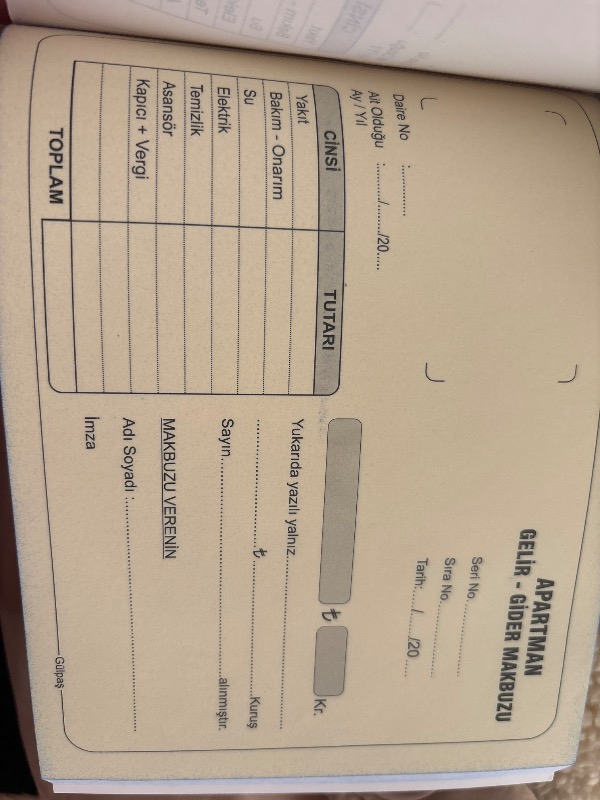 APARTMAN
GELİR - GİDER MAKBUZU
Seri No.................
Sıra No.................
Tarih:...../...../20.....
Daire No :..............
Ait Olduğu
Ay / Yıl :......../......../20.....
CİNSİ TUTARI
Yakıt
Bakım - Onarım
Su
Elektrik
Temizlik
Asansör
Kapıcı + Vergi
TOPLAM
₺ Kr.
Yukarıda yazılı yalnız...............................
..............................₺..............................Kuruş
Sayın..................................................alınmıştır.
MAKBUZU VERENİN
Adı Soyadı :..................................................
İmza
Gülpaş